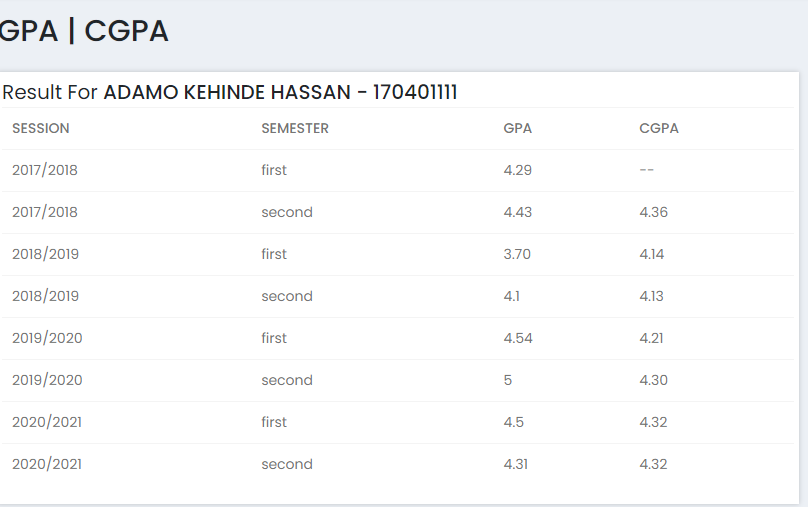 GPA | CGPA
Result For ADAMO KEHINDE HASSAN - 170401111
SESSION SEMESTER GPA CGPA
2017/2018 first 4.29 --
2017/2018 second 4.43 4.36
2018/2019 first 3.70 4.14
2018/2019 second 4.1 4.13
2019/2020 first 4.54 4.21
2019/2020 second 5 4.30
2020/2021 first 4.5 4.32
2020/2021 second 4.31 4.32